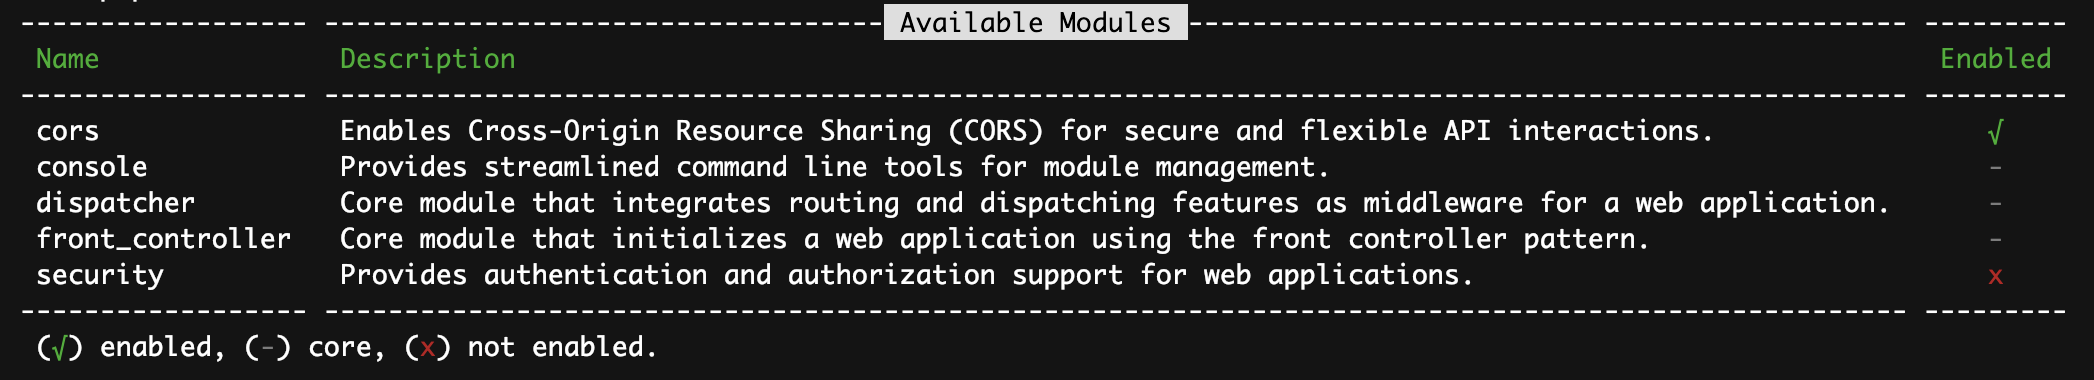 Available Modules
Name Description Enabled
cors Enables Cross-Origin Resource Sharing (CORS) for secure and flexible API interactions. √
console Provides streamlined command line tools for module management. -
dispatcher Core module that integrates routing and dispatching features as middleware for a web application. -
front_controller Core module that initializes a web application using the front controller pattern. -
security Provides authentication and authorization support for web applications. x
(√) enabled, (-) core, (x) not enabled.